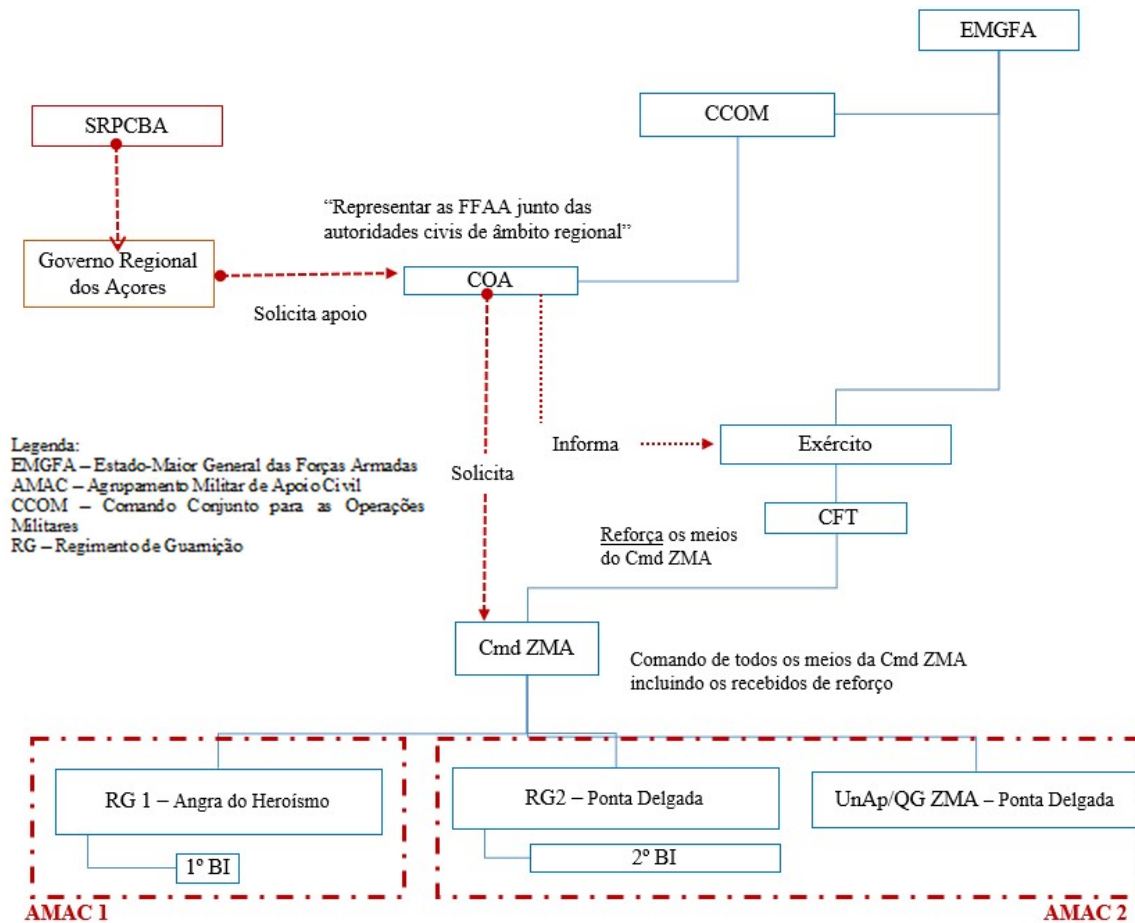 EMGFA
CCOM
SRPCBA
“Representar as FFAA junto das
autoridades civis de âmbito regional”
Governo Regional
dos Açores
COA
Solicita apoio
Legenda:
EMGFA – Estado-Maior General das Forças Armadas
AMAC – Agrupamento Militar de Apoio Civil
CCOM – Comando Conjunto para as Operações
Militares
RG – Regimento de Guarnição
Informa
Exército
Solicita
CFT
Reforça os meios
do Cmd ZMA
Cmd ZMA
Comando de todos os meios da Cmd ZMA
incluindo os recebidos de reforço
RG 1 – Angra do Heroísmo
RG2 – Ponta Delgada
UnAp/QG ZMA – Ponta Delgada
1º BI
2º BI
AMAC 1
AMAC 2